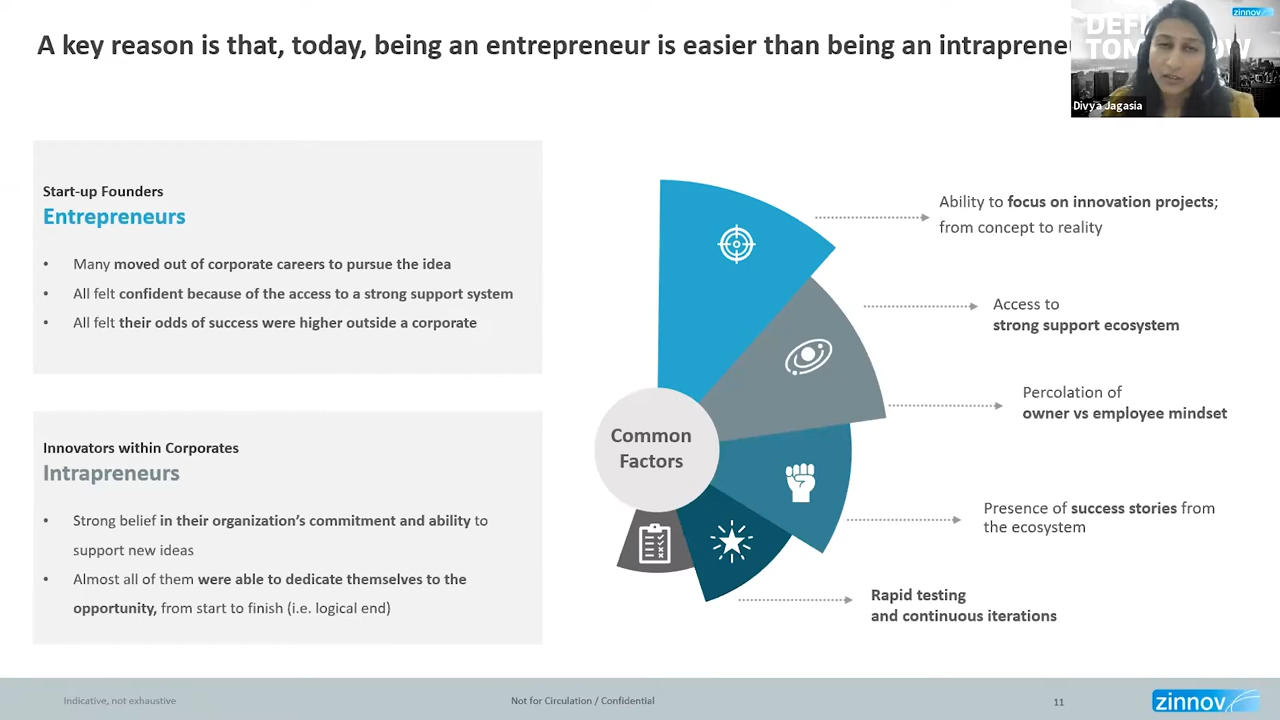 A key reason is that, today, being an entrepreneur is easier than being an
zinnov
Divya Jagasia
Start-up Founders
Entrepreneurs
• Many moved out of corporate careers to pursue the idea
• All felt confident because of the access to a strong support system
• All felt their odds of success were higher outside a corporate
Innovators within Corporates
Intrapreneurs
• Strong belief in their organization's commitment and ability to
support new ideas
• Almost all of them were able to dedicate themselves to the
opportunity, from start to finish (i.e. logical end)
Common
Factors
Ability to focus on innovation projects;
from concept to reality
Access to
strong support ecosystem
Percolation of
owner vs employee mindset
Presence of success stories from
the ecosystem
Rapid testing
and continuous iterations
Indicative, not exhaustive
Not for Circulation / Confidential
11
zinnov